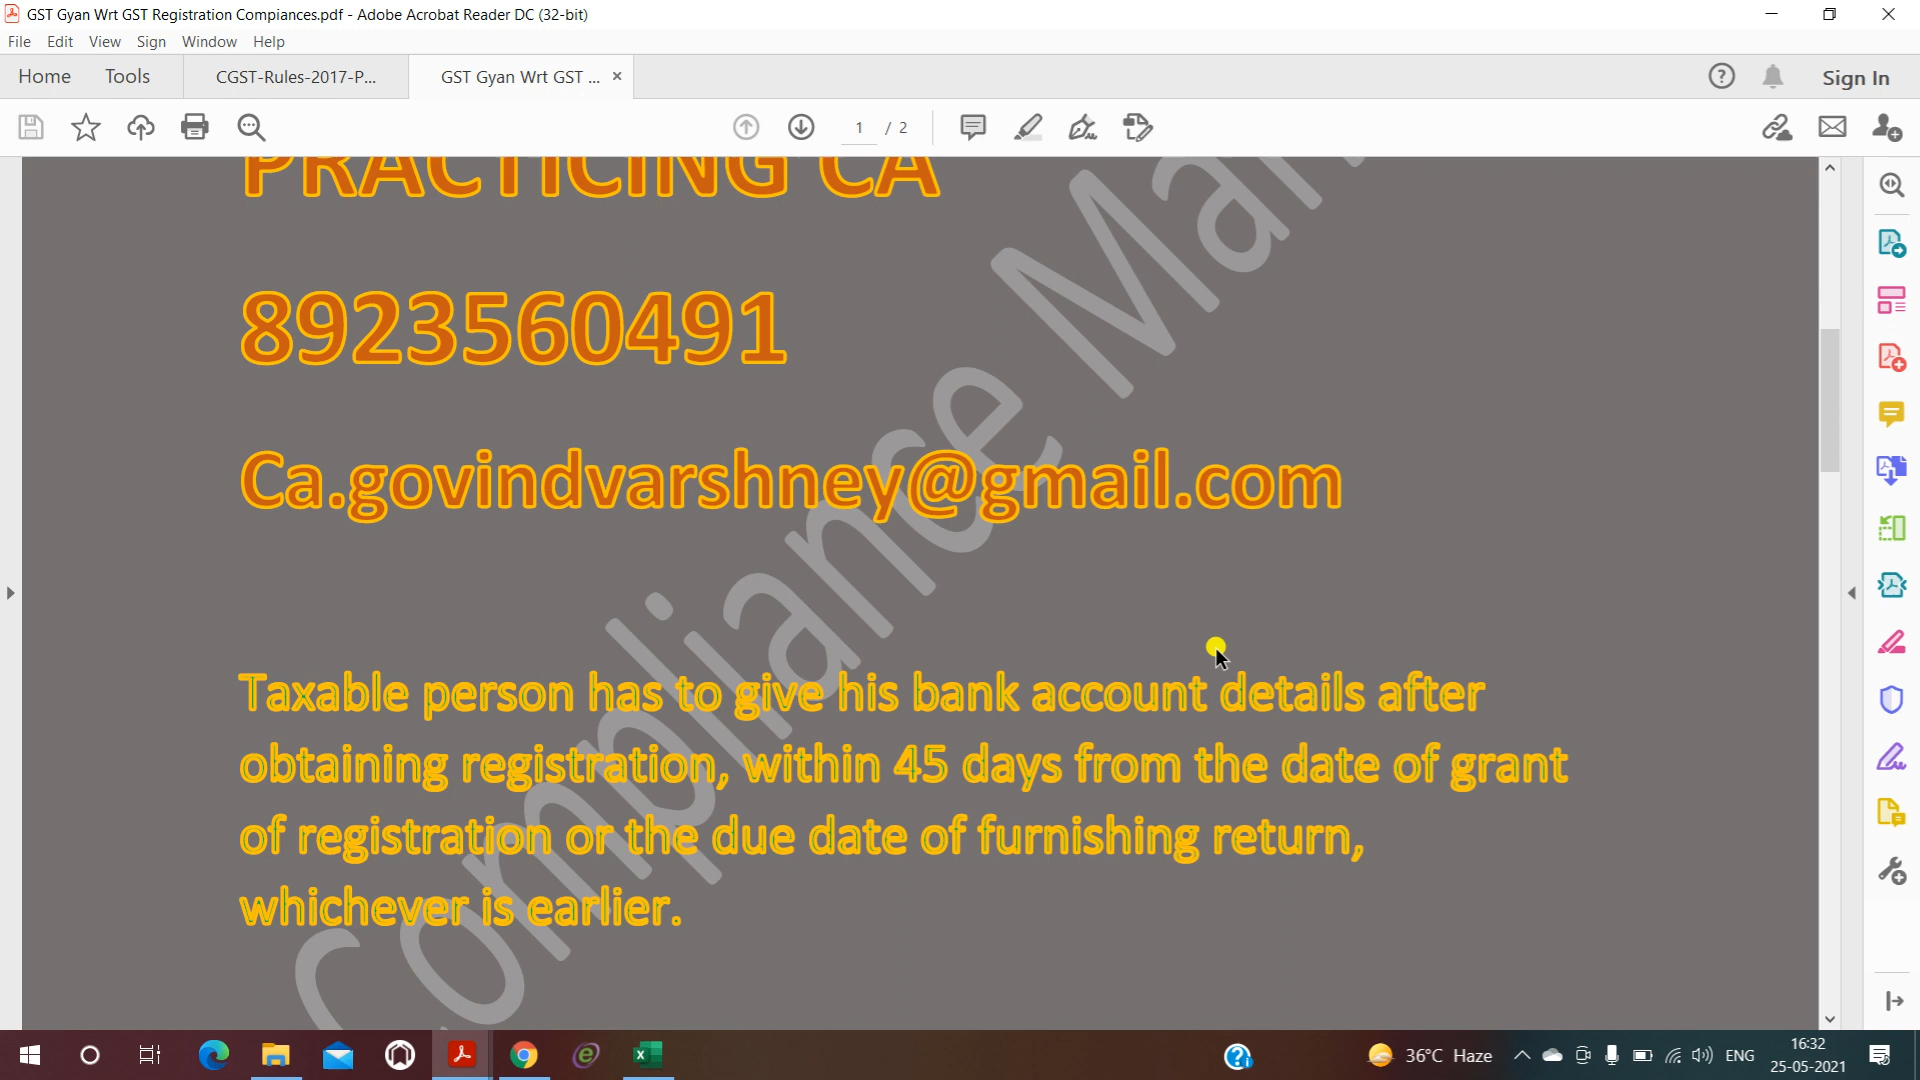 GST Gyan Wrt GST Registration Compiances.pdf - Adobe Acrobat Reader DC (32-bit)
File Edit View Sign Window Help
Home Tools CGST-Rules-2017-P... GST Gyan Wrt GST ... Sign In
1 / 2
PRACTICING CA
8923560491
Ca.govindvarshney@gmail.com
Taxable person has to give his bank account details after
obtaining registration, within 45 days from the date of grant
of registration or the due date of furnishing return,
whichever is earlier.
Compliance Man
36°C Haze ENG 16:32
25-05-2021